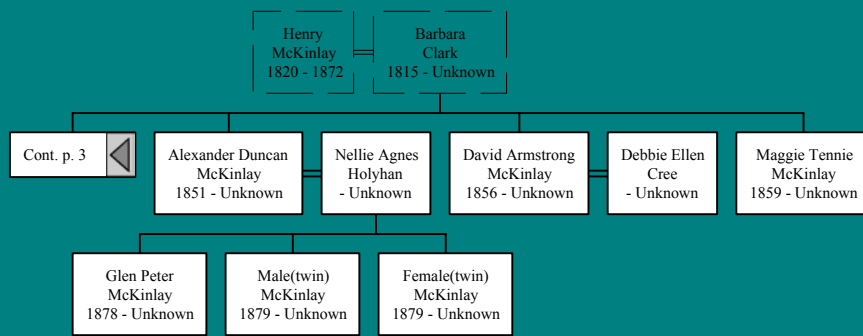 Henry
McKinlay
1820 - 1872
Barbara
Clark
1815 - Unknown
Cont. p. 3
Alexander Duncan
McKinlay
1851 - Unknown
Nellie Agnes
Holyhan
- Unknown
David Armstrong
McKinlay
1856 - Unknown
Debbie Ellen
Cree
- Unknown
Maggie Tennie
McKinlay
1859 - Unknown
Glen Peter
McKinlay
1878 - Unknown
Male(twin)
McKinlay
1879 - Unknown
Female(twin)
McKinlay
1879 - Unknown